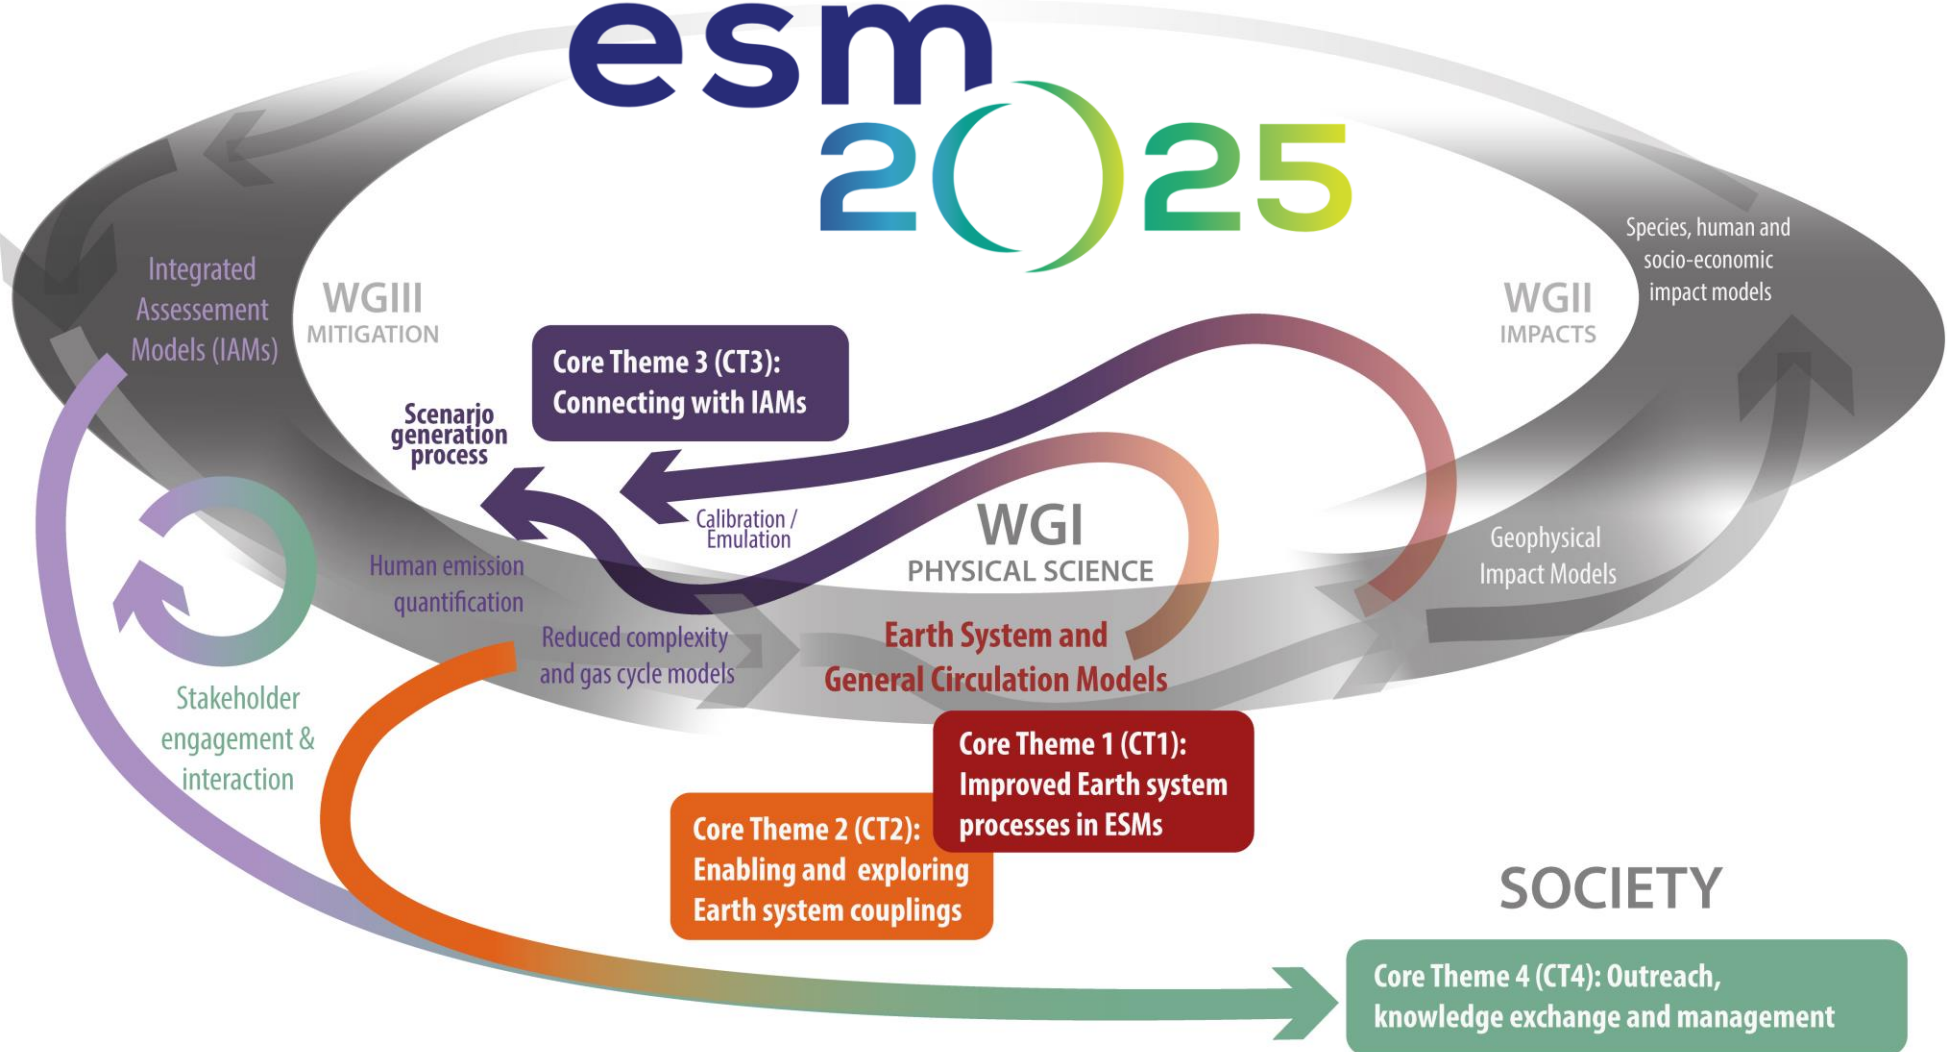 esm
2025
Integrated
Assessement
Models (IAMs)
WGIII
MITIGATION
WGII
IMPACTS
Species, human and
socio-economic
impact models
Core Theme 3 (CT3):
Connecting with IAMs
Scenario
generation
process
Calibration /
Emulation
WGI
PHYSICAL SCIENCE
Geophysical
Impact Models
Human emission
quantification
Reduced complexity
and gas cycle models
Earth System and
General Circulation Models
Stakeholder
engagement &
interaction
Core Theme 1 (CT1):
Improved Earth system
processes in ESMs
Core Theme 2 (CT2):
Enabling and exploring
Earth system couplings
SOCIETY
Core Theme 4 (CT4): Outreach,
knowledge exchange and management